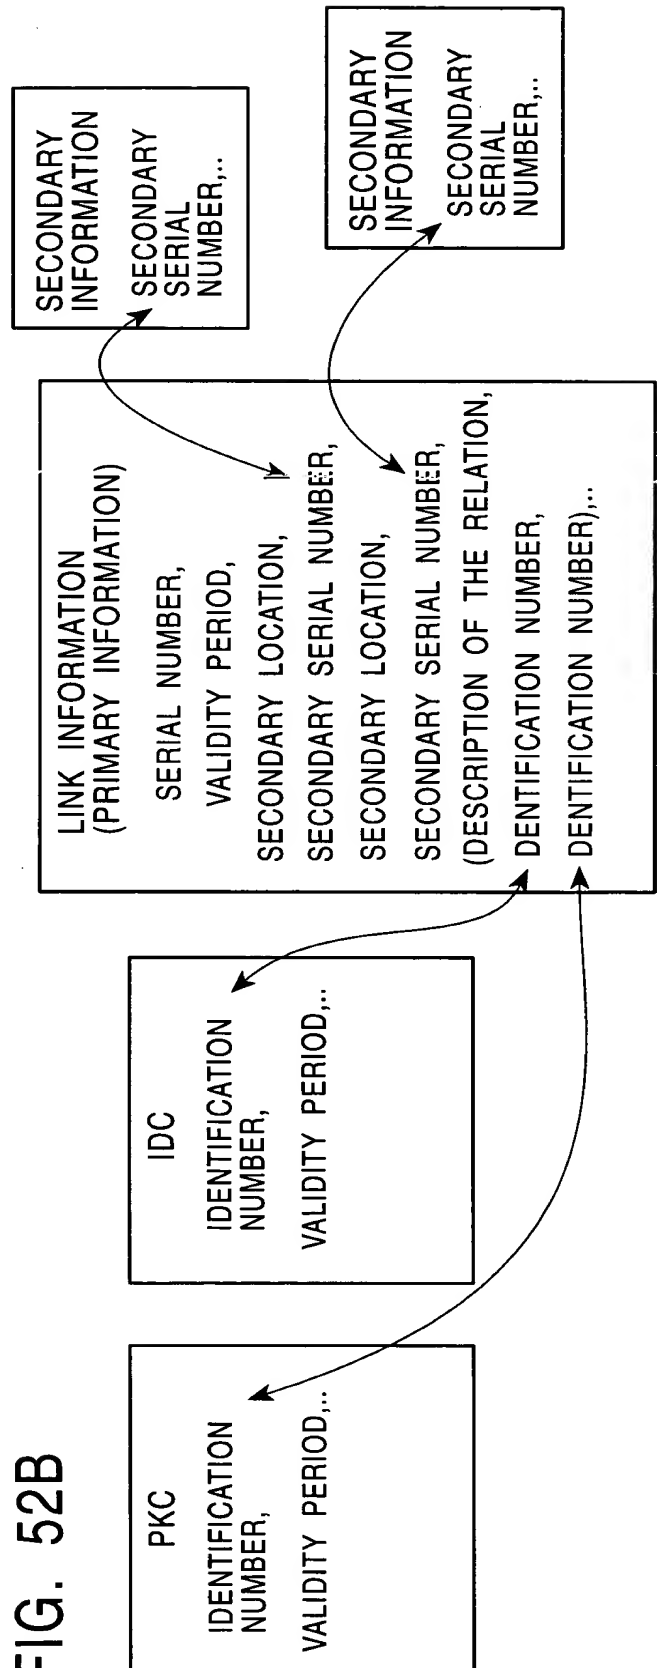 FIG. 52B
PKC
IDENTIFICATION
NUMBER,
VALIDITY PERIOD,..
IDC
IDENTIFICATION
NUMBER,
VALIDITY PERIOD,..
LINK INFORMATION
(PRIMARY INFORMATION)
SERIAL NUMBER,
VALIDITY PERIOD,
SECONDARY LOCATION,
SECONDARY SERIAL NUMBER,
SECONDARY LOCATION,
SECONDARY SERIAL NUMBER,
(DESCRIPTION OF THE RELATION,
DENTIFICATION NUMBER,
DENTIFICATION NUMBER),..
SECONDARY
INFORMATION
SECONDARY
SERIAL
NUMBER,..
SECONDARY
INFORMATION
SECONDARY
SERIAL
NUMBER,..